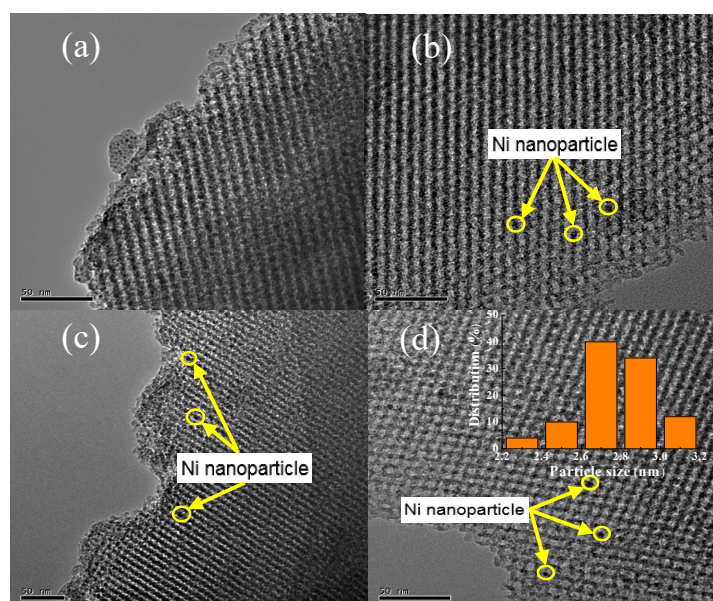 (a)
50 nm
(b)
Ni nanoparticle
50 nm
(c)
Ni nanoparticle
50 nm
(d)
Distribution (%)
50
40
30
20
10
0
2.2 2.4 2.6 2.8 3.0 3.2
Particle size (nm)
Ni nanoparticle
50 nm